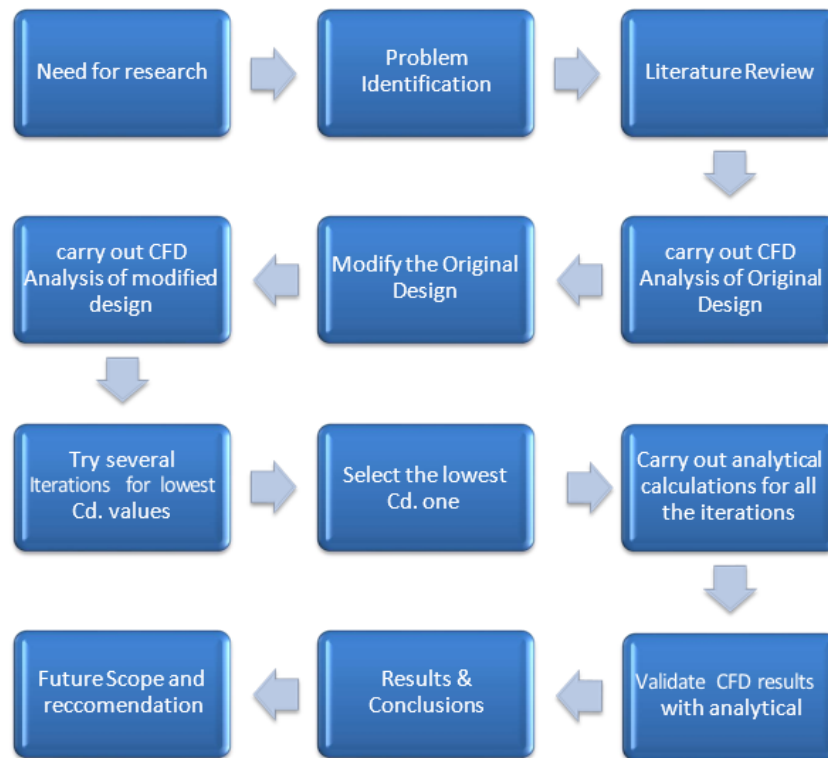 Need for research
Problem
Identification
Literature Review
carry out CFD
Analysis of Original
Design
Modify the Original
Design
carry out CFD
Analysis of modified
design
Try several
Iterations for lowest
Cd. values
Select the lowest
Cd. one
Carry out analytical
calculations for all
the iterations
Validate CFD results
with analytical
Results &
Conclusions
Future Scope and
reccomendation